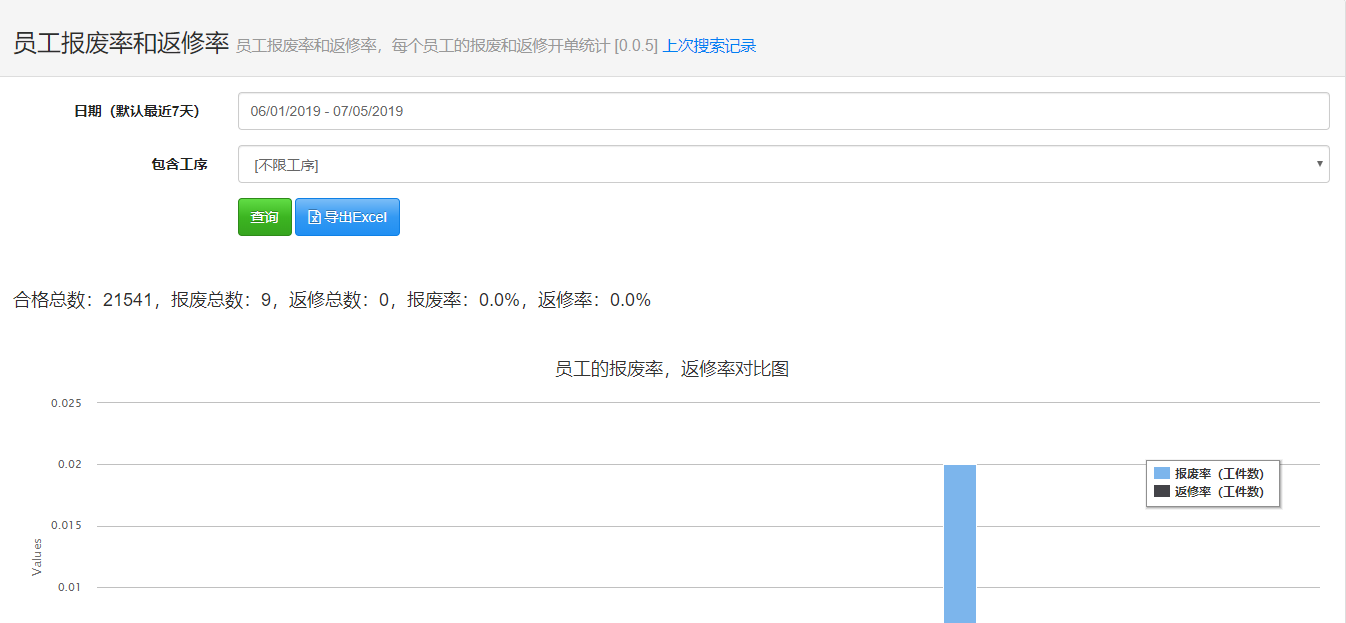 员工报废率和返修率 员工报废率和返修率，每个员工的报废和返修开单统计 [0.0.5] 上次搜索记录
日期（默认最近7天） 06/01/2019 - 07/05/2019
包含工序 [不限工序]
查询 导出Excel
合格总数：21541，报废总数：9，返修总数：0，报废率：0.0%，返修率：0.0%
员工的报废率，返修率对比图
0.025
0.02
报废率（工件数）
返修率（工件数）
0.015
Values
0.01